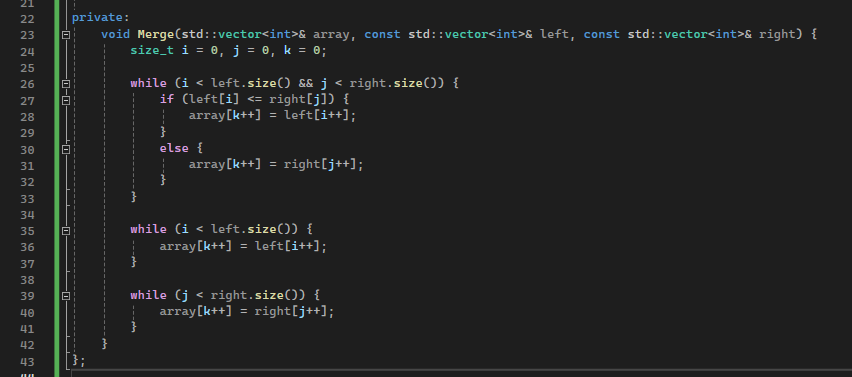 21
22 private:
23     void Merge(std::vector<int>& array, const std::vector<int>& left, const std::vector<int>& right) {
24         size_t i = 0, j = 0, k = 0;
25
26         while (i < left.size() && j < right.size()) {
27             if (left[i] <= right[j]) {
28                 array[k++] = left[i++];
29             }
30             else {
31                 array[k++] = right[j++];
32             }
33         }
34
35         while (i < left.size()) {
36             array[k++] = left[i++];
37         }
38
39         while (j < right.size()) {
40             array[k++] = right[j++];
41         }
42     }
43 };
44